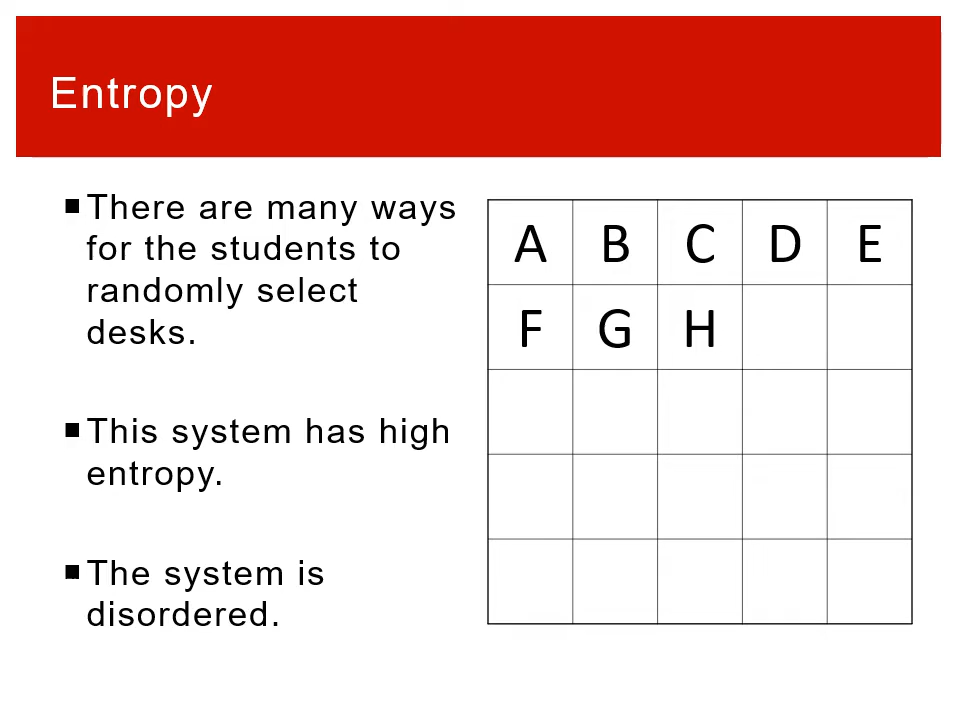 Entropy
There are many ways
for the students to
randomly select
desks.
This system has high
entropy.
The system is
disordered.
A B C D E
F G H